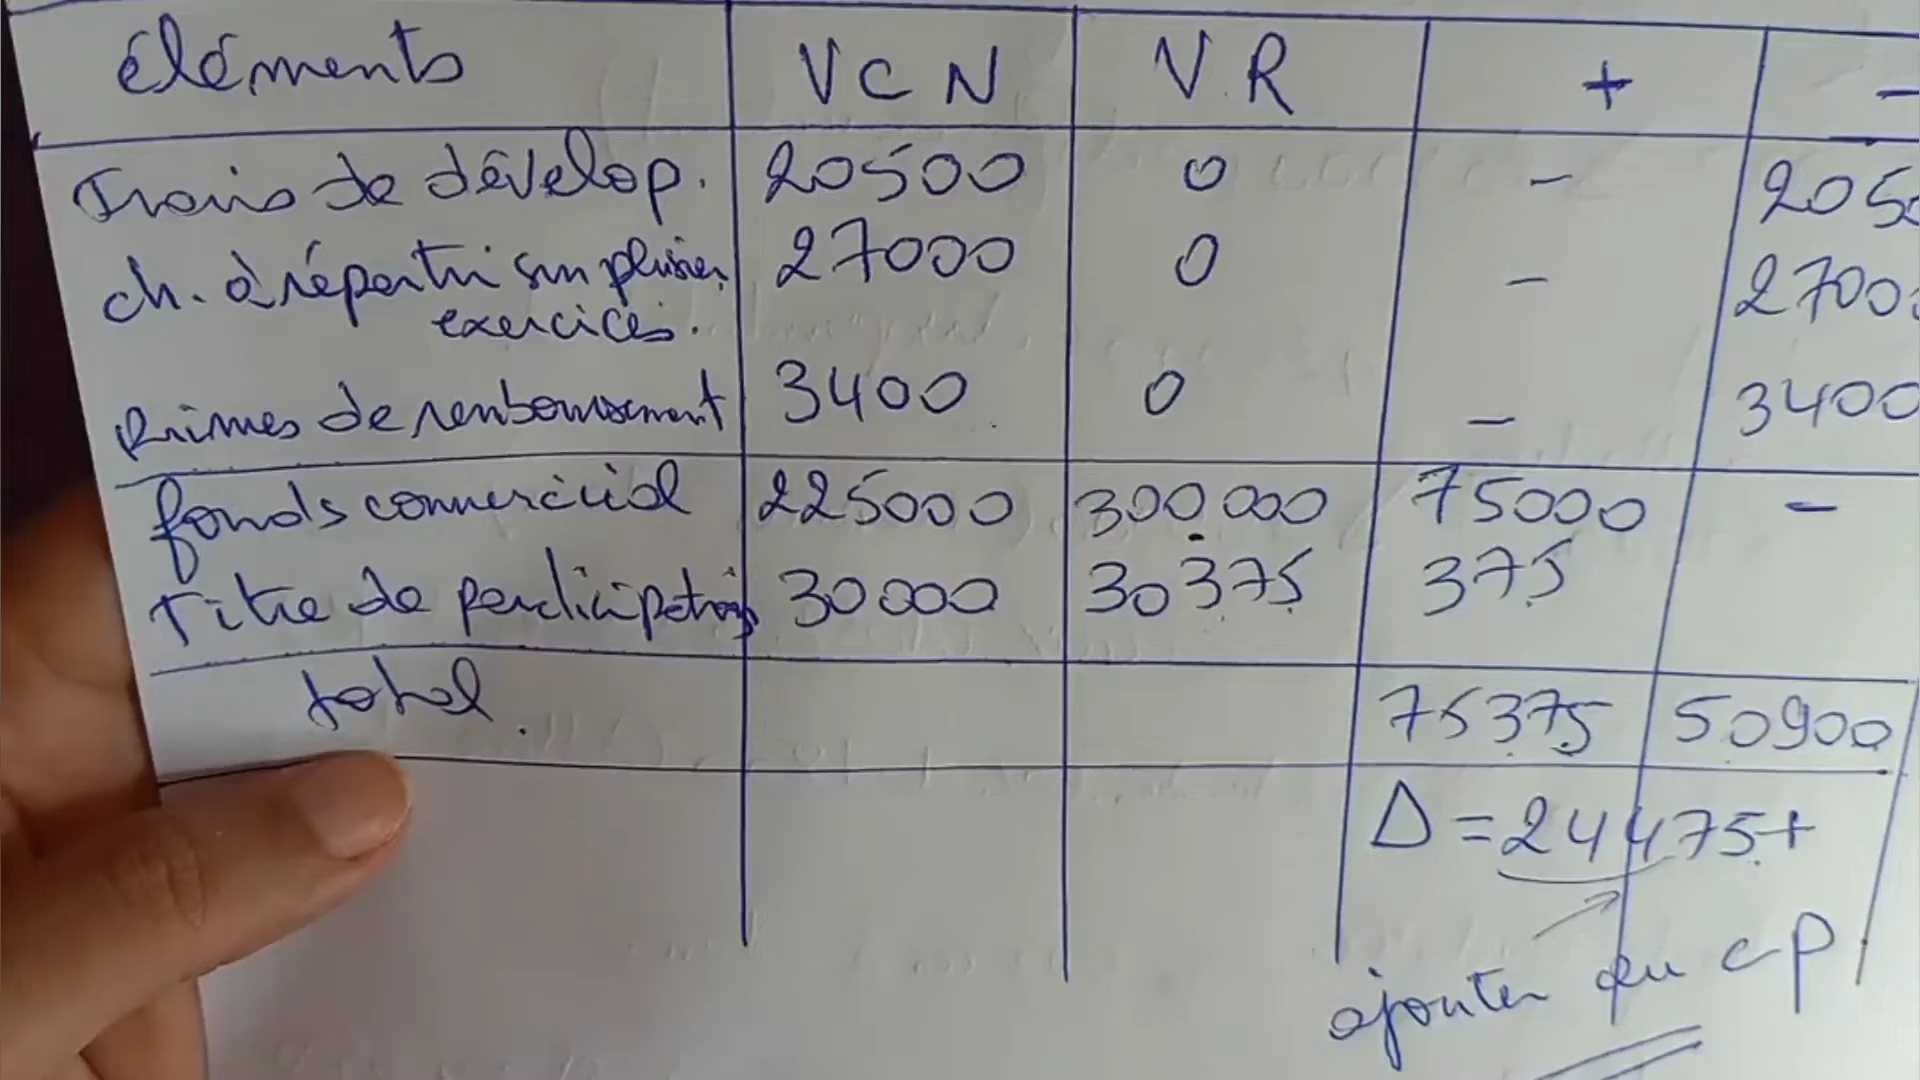 éléments VCN V.R + -
Frais de dévelop. 20500 0 - 205
ch. à répartir sur plusieurs 27000 0 - 2700
exercices.
Primes de remboursement 3400 0 - 3400
fonds commercial 225000 300.000 75000 -
Titre de participation 30000 30375 375
total. 75375 50900
Δ = 24475+
ajouter au CP